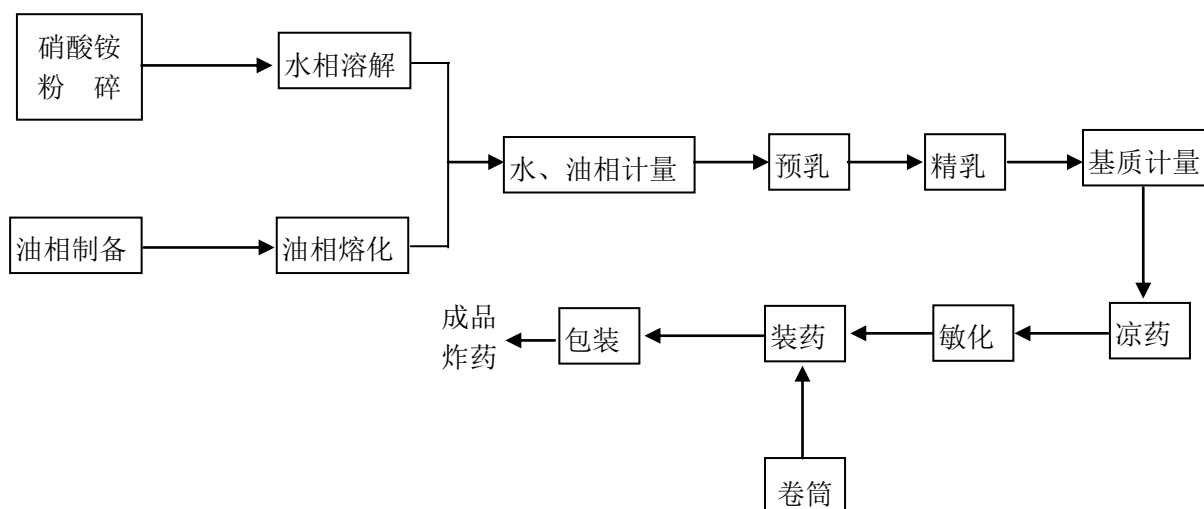 硝酸铵
粉 碎
水相溶解
水、油相计量
预乳
精乳
基质计量
油相制备
油相熔化
成品
炸药
包装
装药
敏化
凉药
卷筒